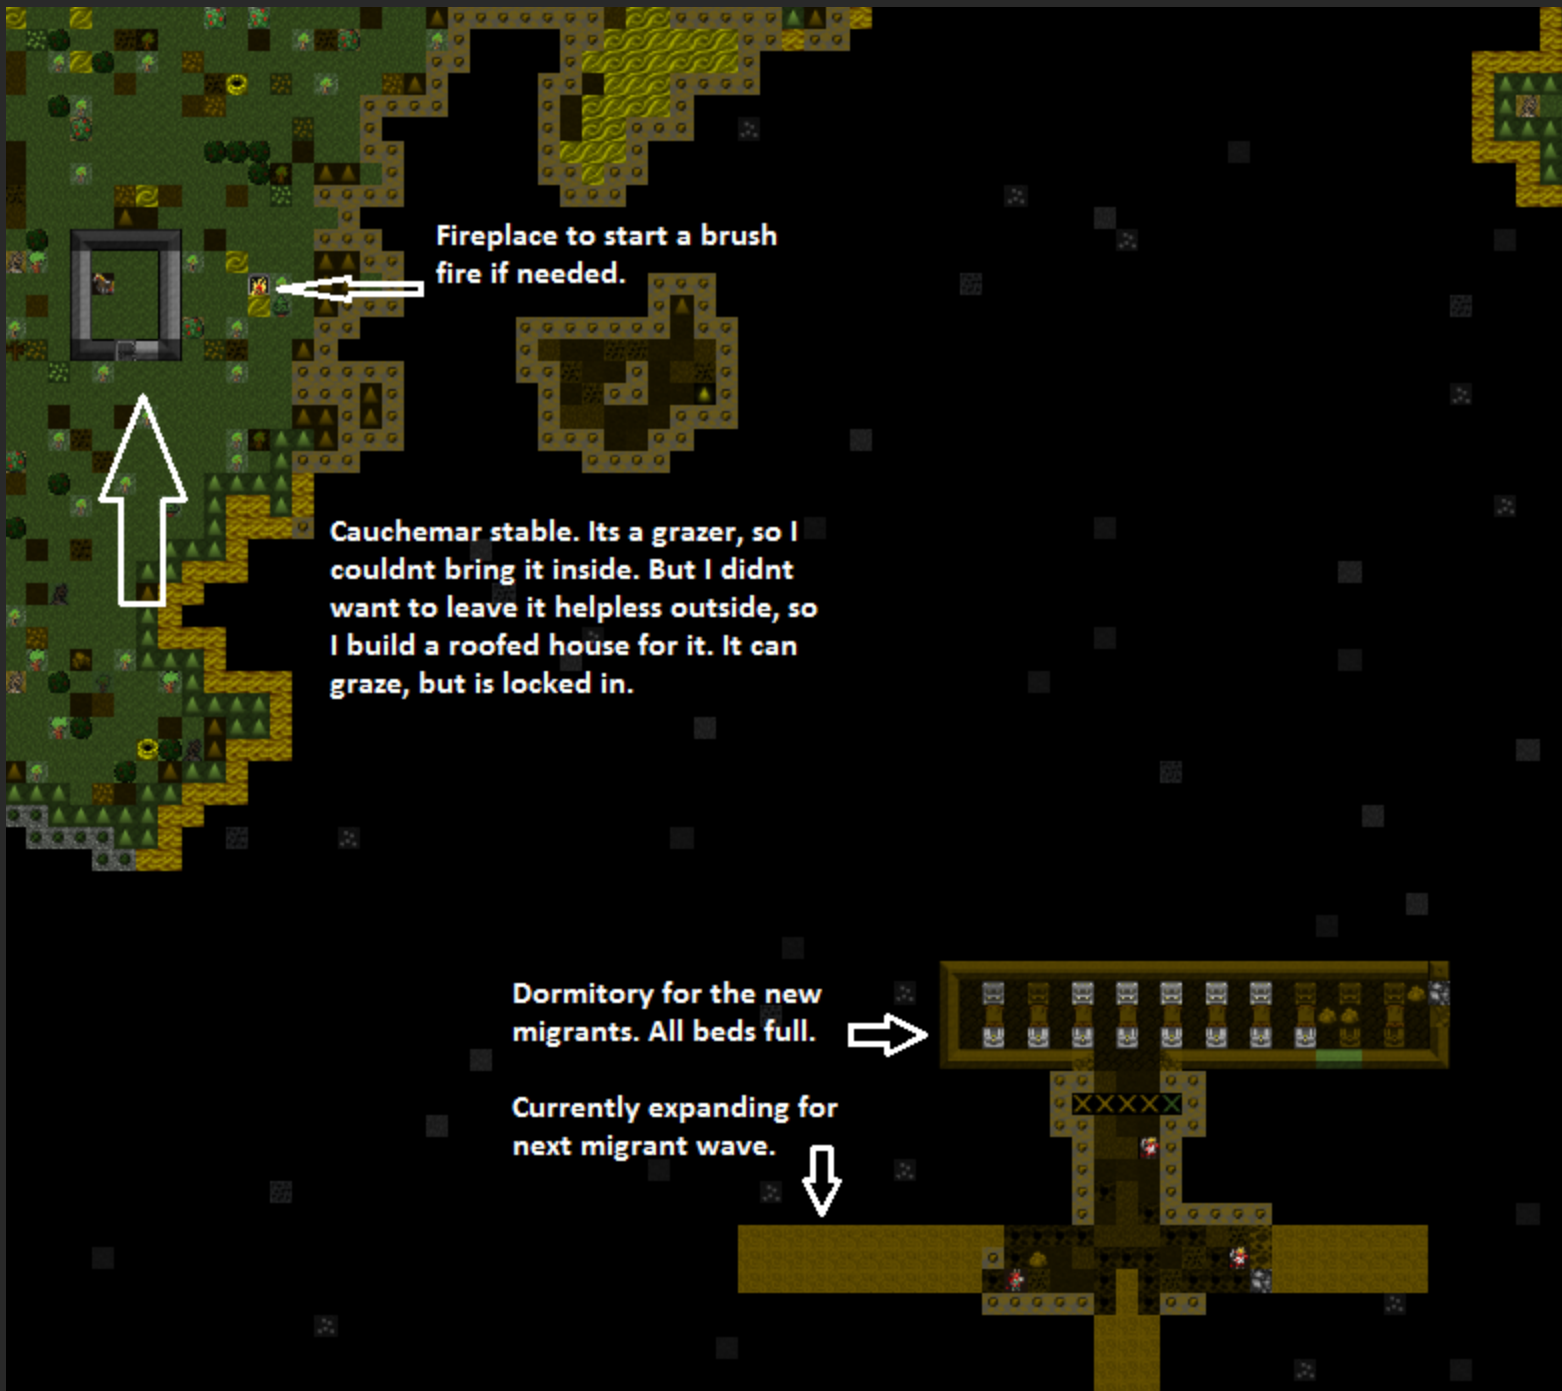 Fireplace to start a brush
fire if needed.
Cauchemar stable. Its a grazer, so I
couldnt bring it inside. But I didnt
want to leave it helpless outside, so
I build a roofed house for it. It can
graze, but is locked in.
Dormitory for the new
migrants. All beds full.
Currently expanding for
next migrant wave.